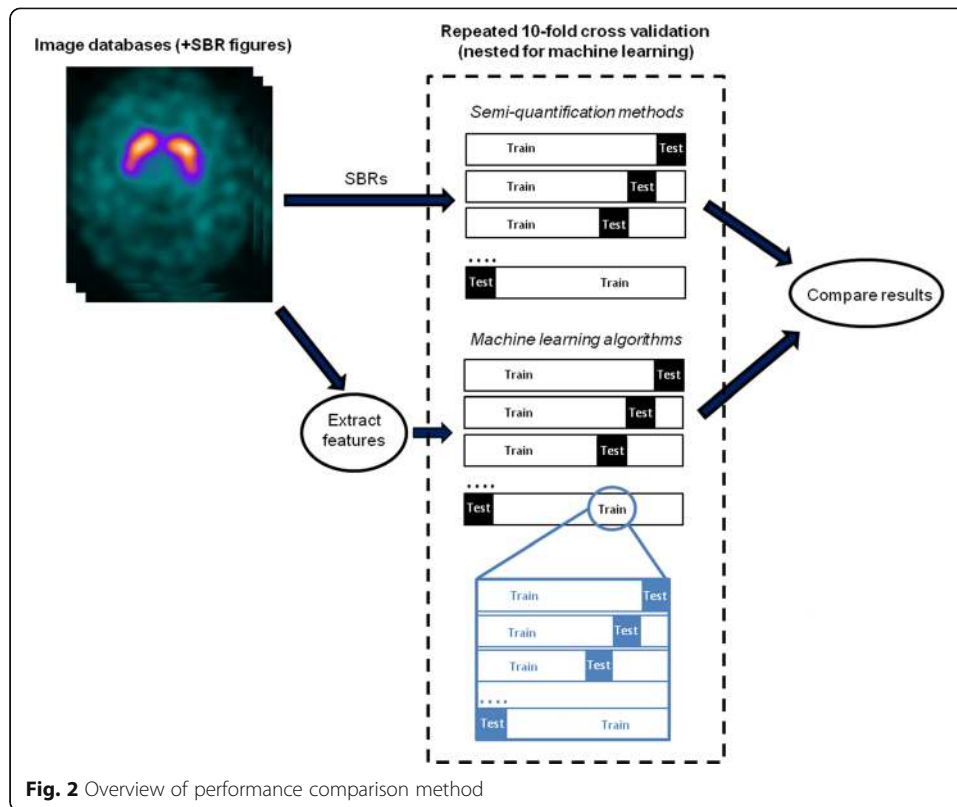 Image databases (+SBR figures)
Repeated 10-fold cross validation
(nested for machine learning)
Semi-quantification methods
Train Test
Train Test
Train Test
....
Test Train
SBRs
Compare results
Extract
features
Machine learning algorithms
Train Test
Train Test
Train Test
....
Test Train
Train Test
Train Test
Train Test
....
Test Train
Fig. 2 Overview of performance comparison method